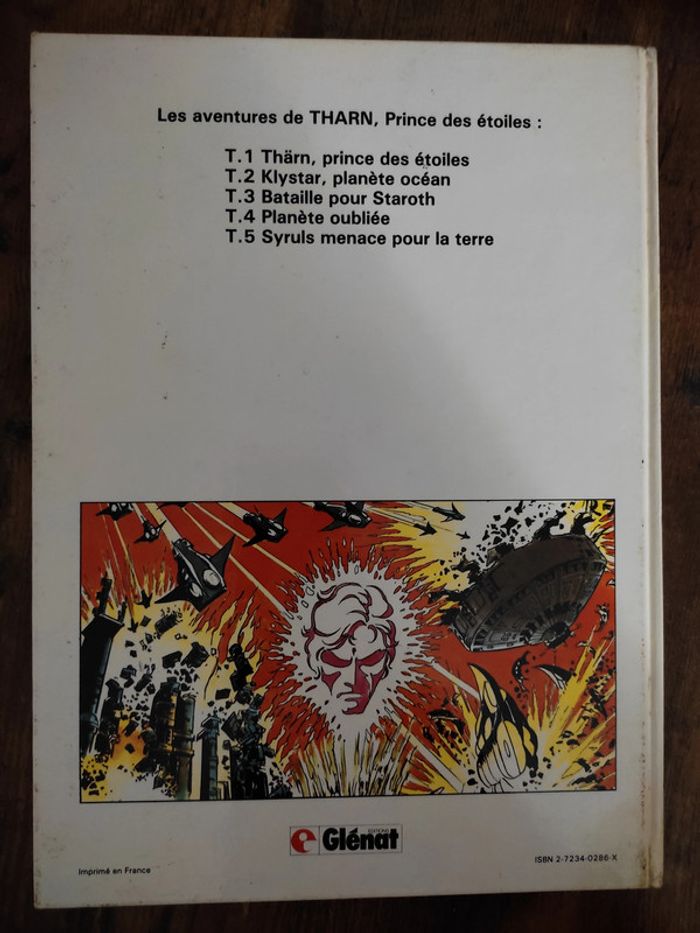 Les aventures de THARN, Prince des étoiles :
T.1 Thärn, prince des étoiles
T.2 Klystar, planète océan
T.3 Bataille pour Staroth
T.4 Planète oubliée
T.5 Syruls menace pour la terre
EDITIONS
Glénat
ISBN 2-7234-0286-X
Imprimé en France